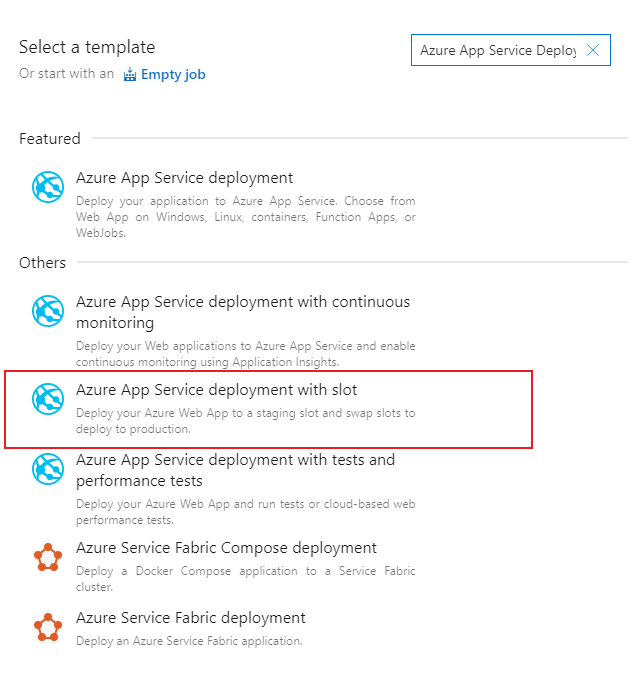 Select a template
Azure App Service Deploy
Or start with an Empty job
Featured
Azure App Service deployment
Deploy your application to Azure App Service. Choose from
Web App on Windows, Linux, containers, Function Apps, or
WebJobs.
Others
Azure App Service deployment with continuous
monitoring
Deploy your Web applications to Azure App Service and enable
continuous monitoring using Application Insights.
Azure App Service deployment with slot
Deploy your Azure Web App to a staging slot and swap slots to
deploy to production.
Azure App Service deployment with tests and
performance tests
Deploy your Azure Web App and run tests or cloud-based web
performance tests.
Azure Service Fabric Compose deployment
Deploy a Docker Compose application to a Service Fabric
cluster.
Azure Service Fabric deployment
Deploy an Azure Service Fabric application.